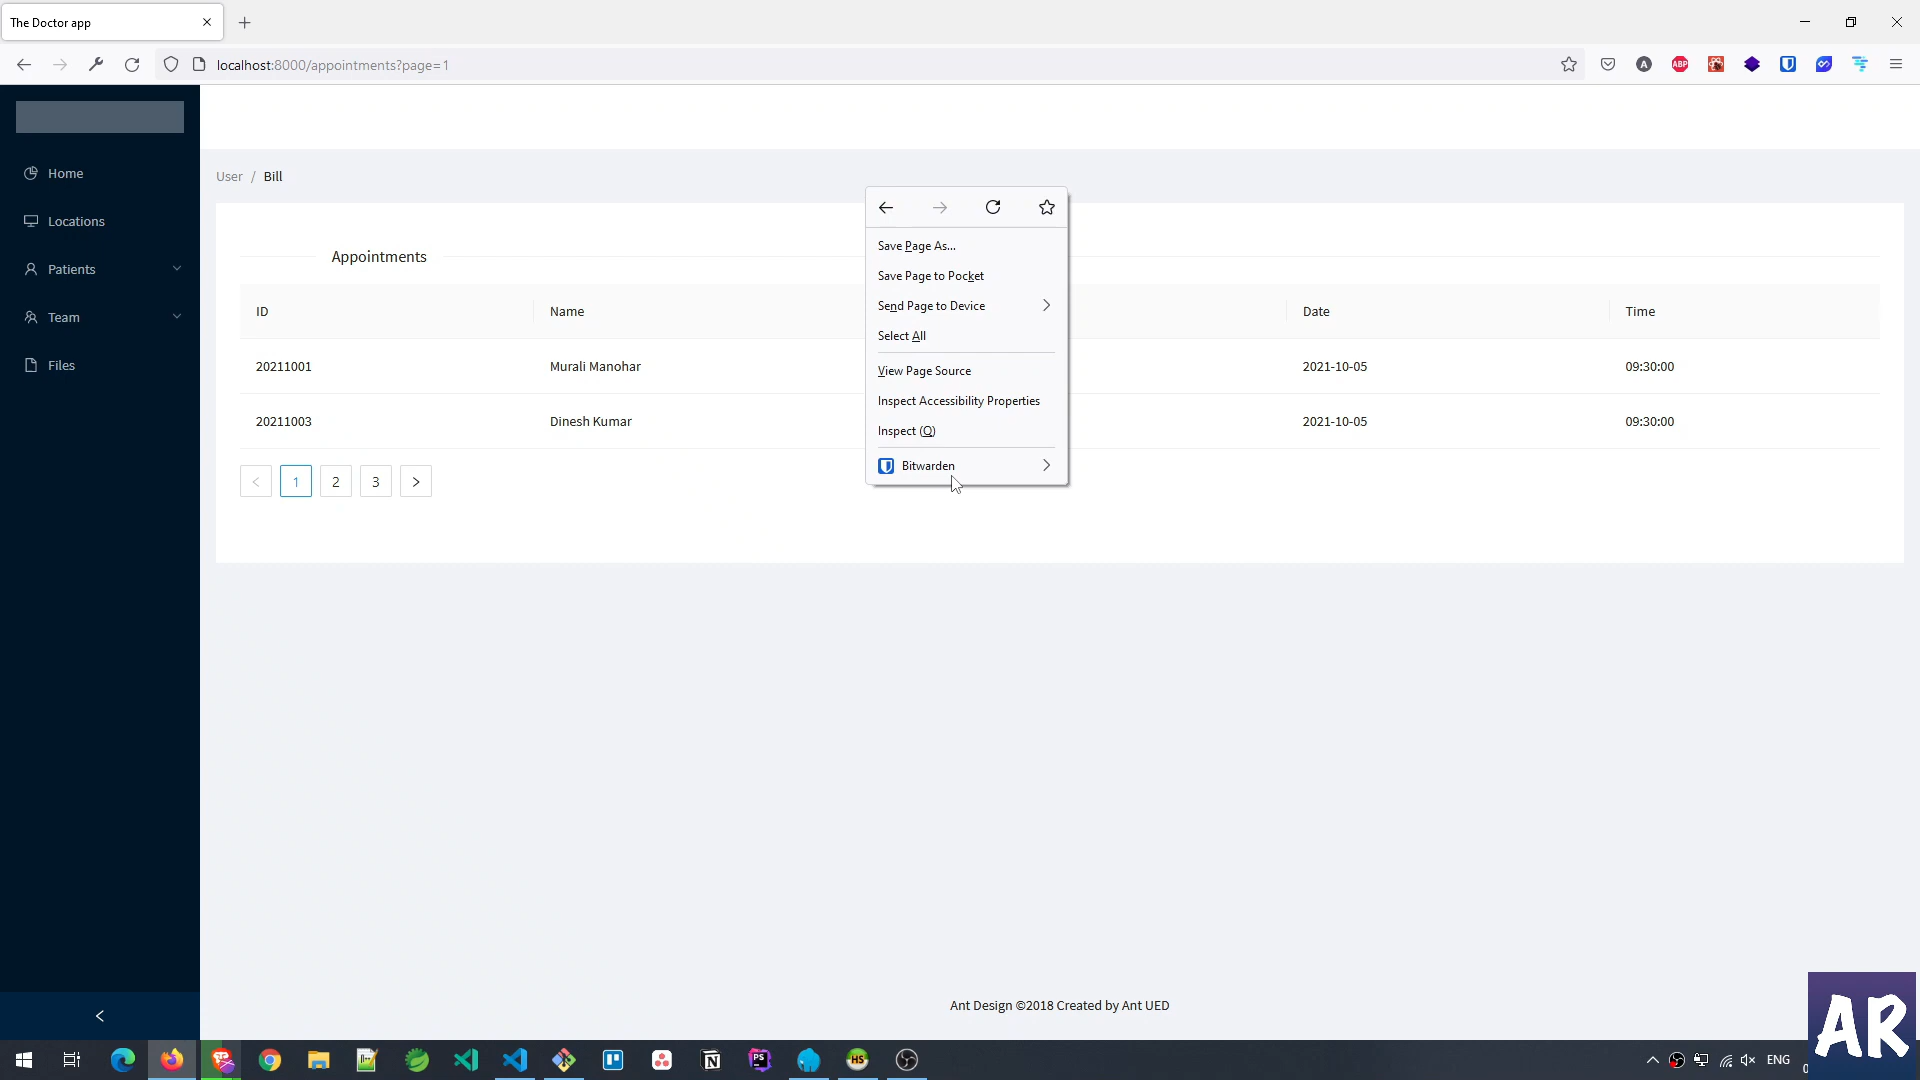 The Doctor app
localhost:8000/appointments?page=1
A
ABP
Home
Locations
Patients
Team
Files
User / Bill
Appointments
ID Name Date Time
20211001 Murali Manohar 2021-10-05 09:30:00
20211003 Dinesh Kumar 2021-10-05 09:30:00
1 2 3
Save Page As...
Save Page to Pocket
Send Page to Device
Select All
View Page Source
Inspect Accessibility Properties
Inspect (Q)
Bitwarden
Ant Design ©2018 Created by Ant UED
PS
HS
ENG
AR